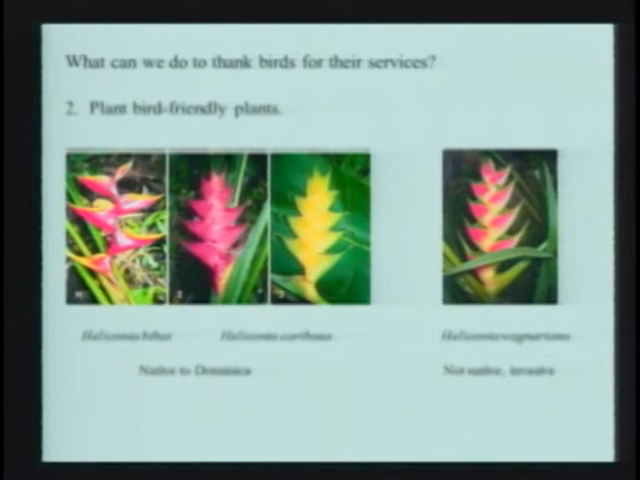 What can we do to thank birds for their services?
2. Plant bird-friendly plants.
Heliconia bihai Heliconia caribaea Heliconia wagneriana
Native to Dominica Not native, invasive